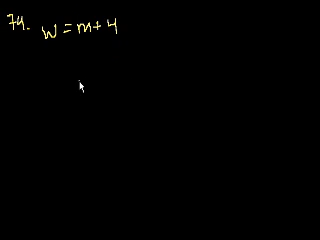 74. w = m + 4